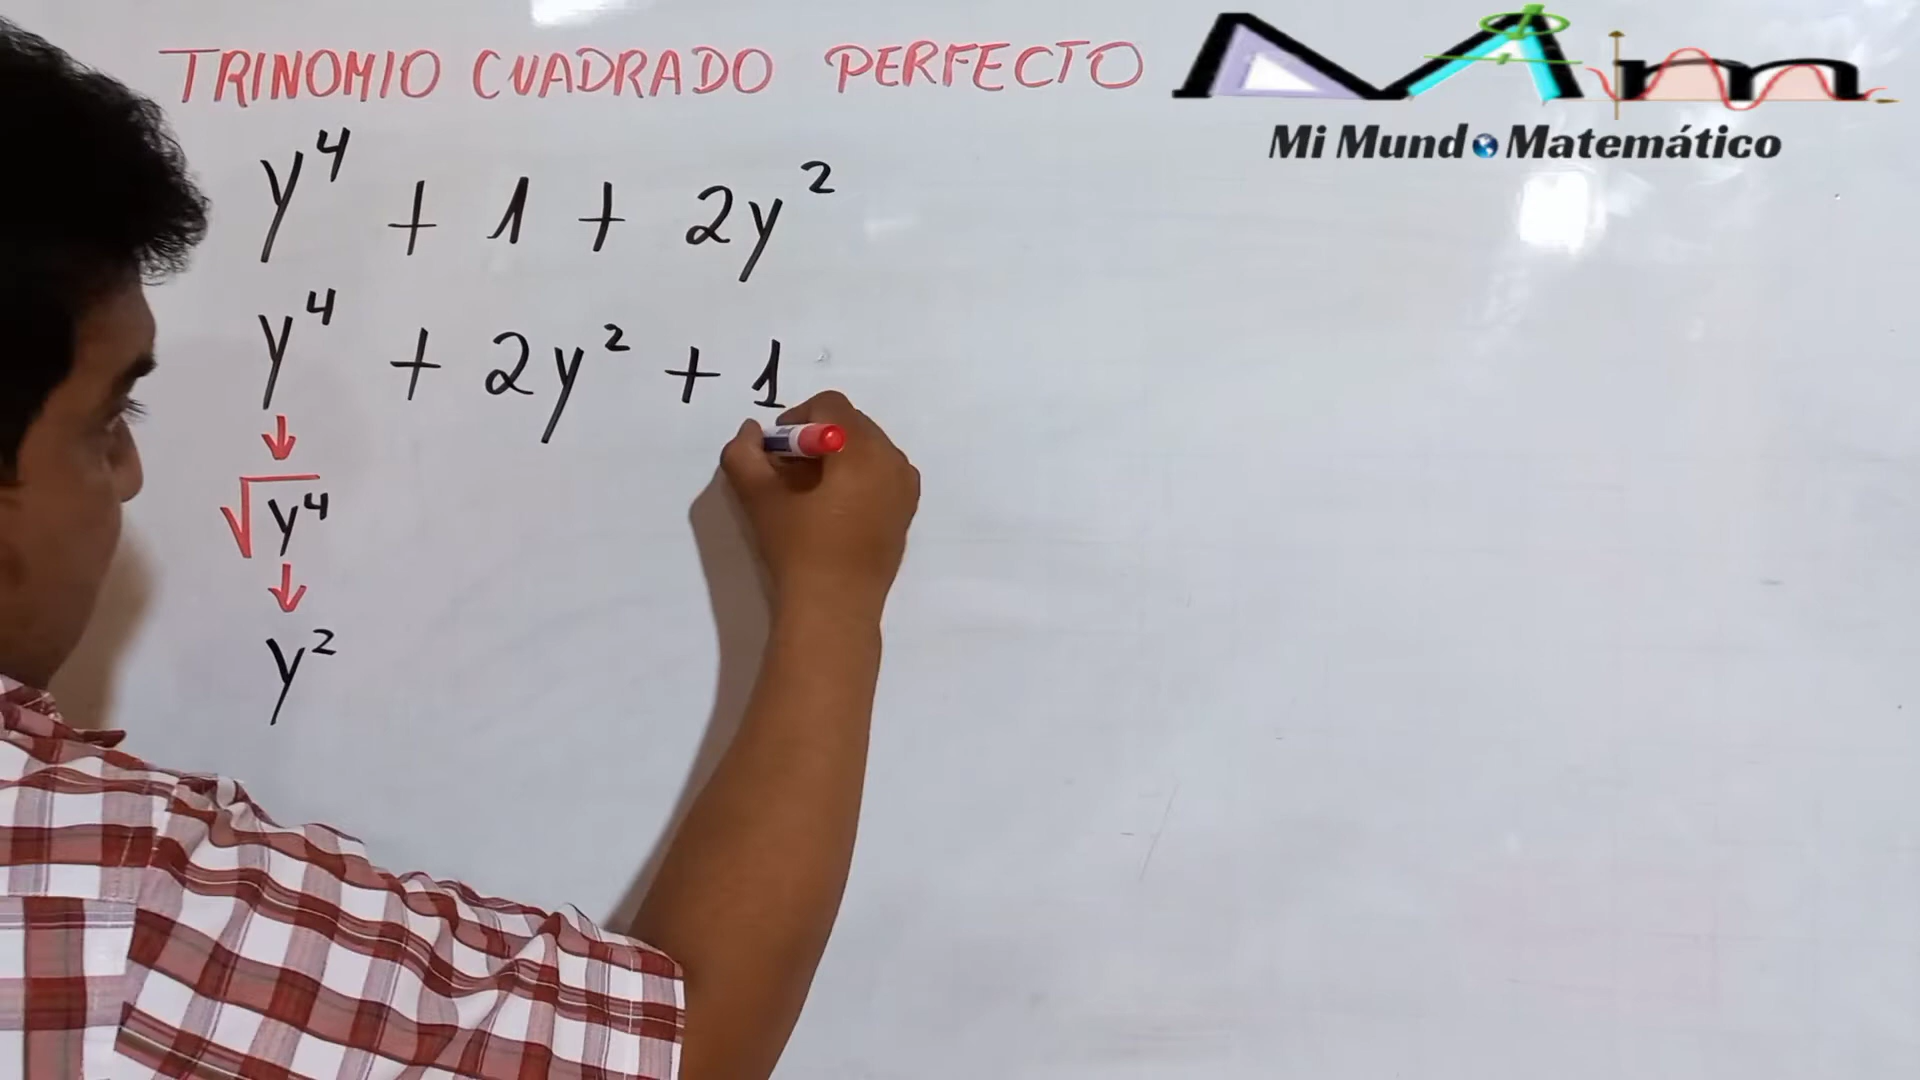 TRINOMIO CUADRADO PERFECTO
Mi Mundo Matemático
y⁴ + 1 + 2y²
y⁴ + 2y² + 1
√y⁴
y²